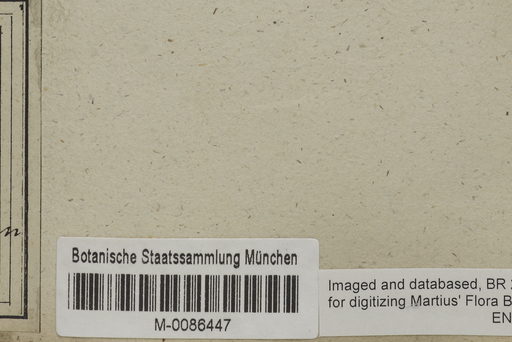 Botanische Staatssammlung München
M-0086447
Imaged and databased, BR
for digitizing Martius' Flora B
EN